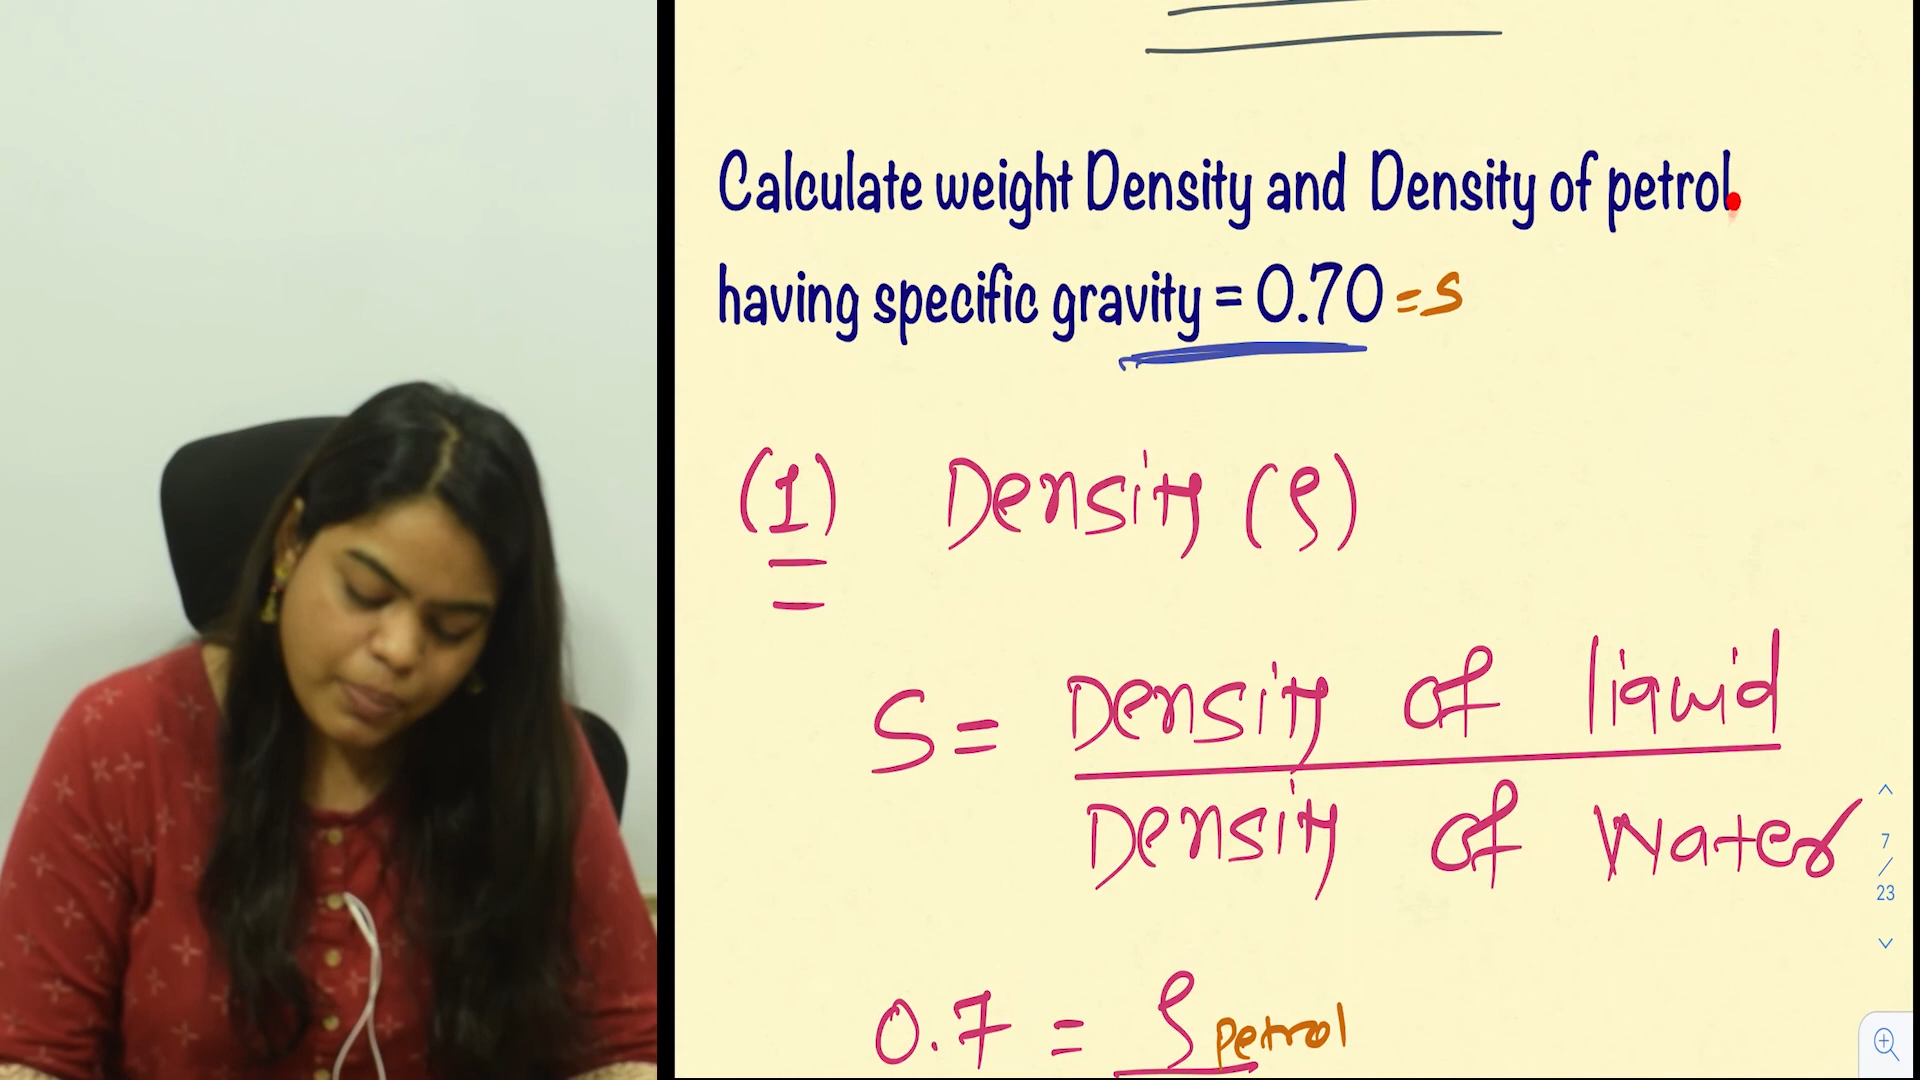 Calculate weight Density and Density of petrol
having specific gravity = 0.70 = S
(1) Density (ρ)
S = Density of liquid
Density of Water
0.7 = ρ petrol
7
/
23